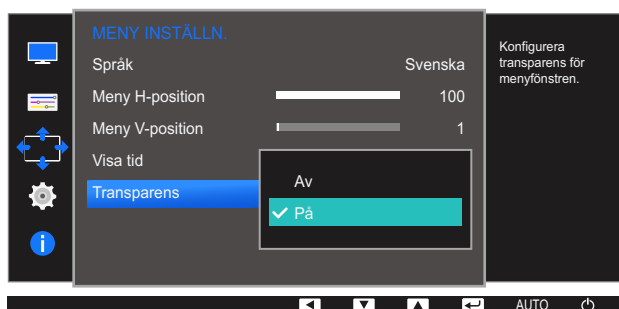 MENY INSTÄLLN.
Språk Svenska
Meny H-position 100
Meny V-position 1
Visa tid
Transparens
Av
På
Konfigurera
transparens för
menyfönstren.
AUTO